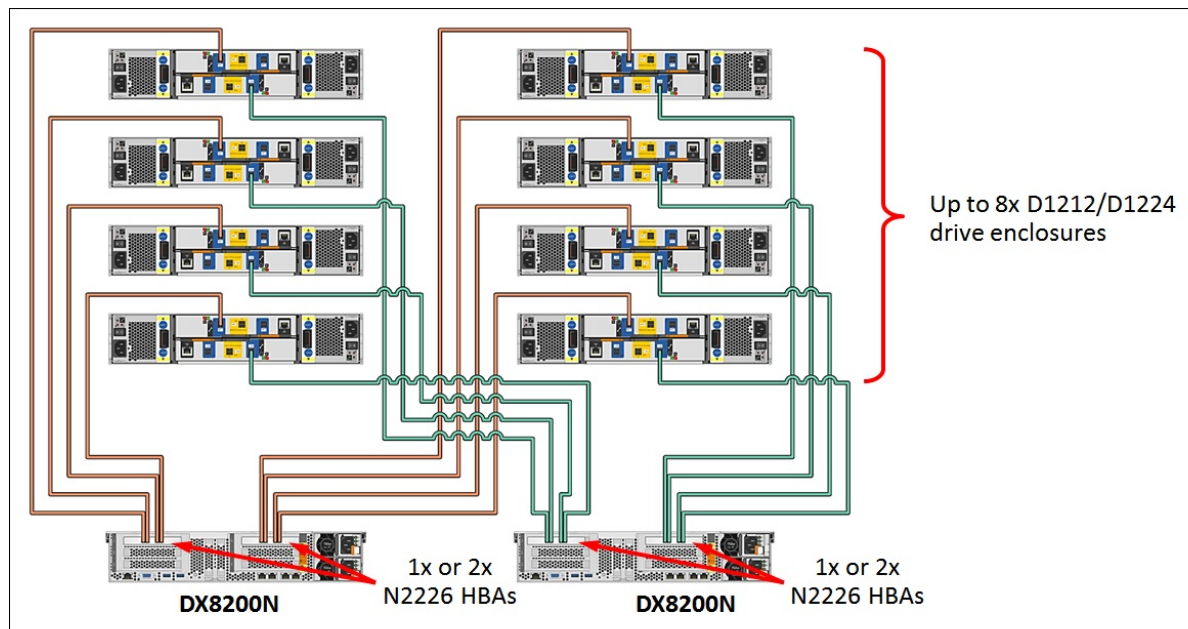 Up to 8x D1212/D1224
drive enclosures
1x or 2x
N2226 HBAs
DX8200N
1x or 2x
N2226 HBAs
DX8200N